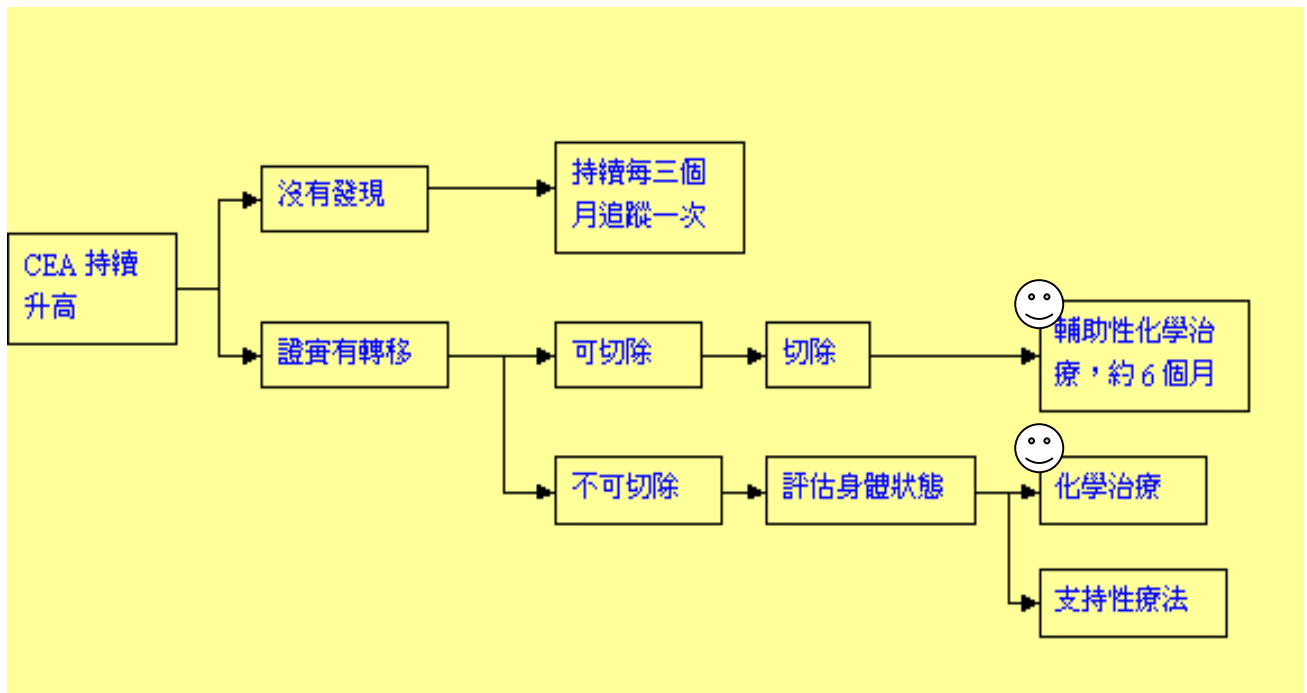 CEA 持續
升高
沒有發現
持續每三個
月追蹤一次
證實有轉移
可切除
切除
輔助性化學治
療，約 6 個月
不可切除
評估身體狀態
化學治療
支持性療法